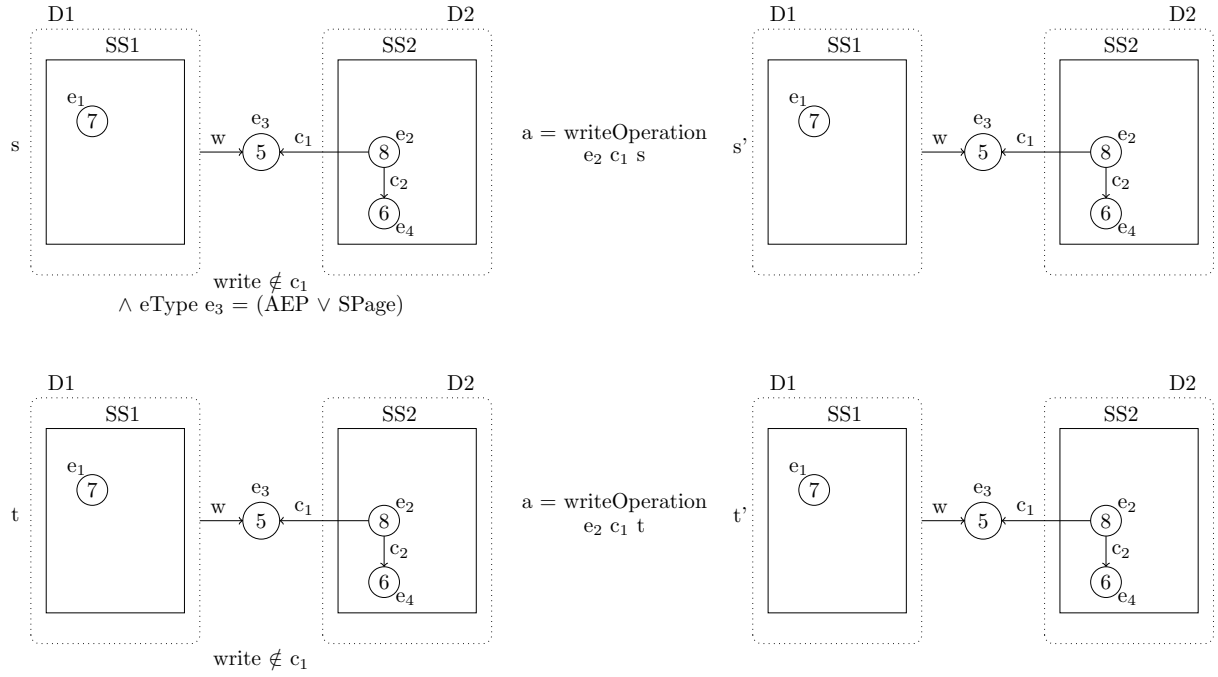 D1 D2 D1 D2
SS1 SS2 SS1 SS2
e1 e1
7 7
s w e3 c1 e2 a = writeOperation s' w e3 c1 e2
5 8 e2 c1 s 5 8
c2 c2
6 6
e4 e4
write ∉ c1
∧ eType e3 = (AEP ∨ SPage)
D1 D2 D1 D2
SS1 SS2 SS1 SS2
e1 e1
7 7
t w e3 c1 e2 a = writeOperation t' w e3 c1 e2
5 8 e2 c1 t 5 8
c2 c2
6 6
e4 e4
write ∉ c1